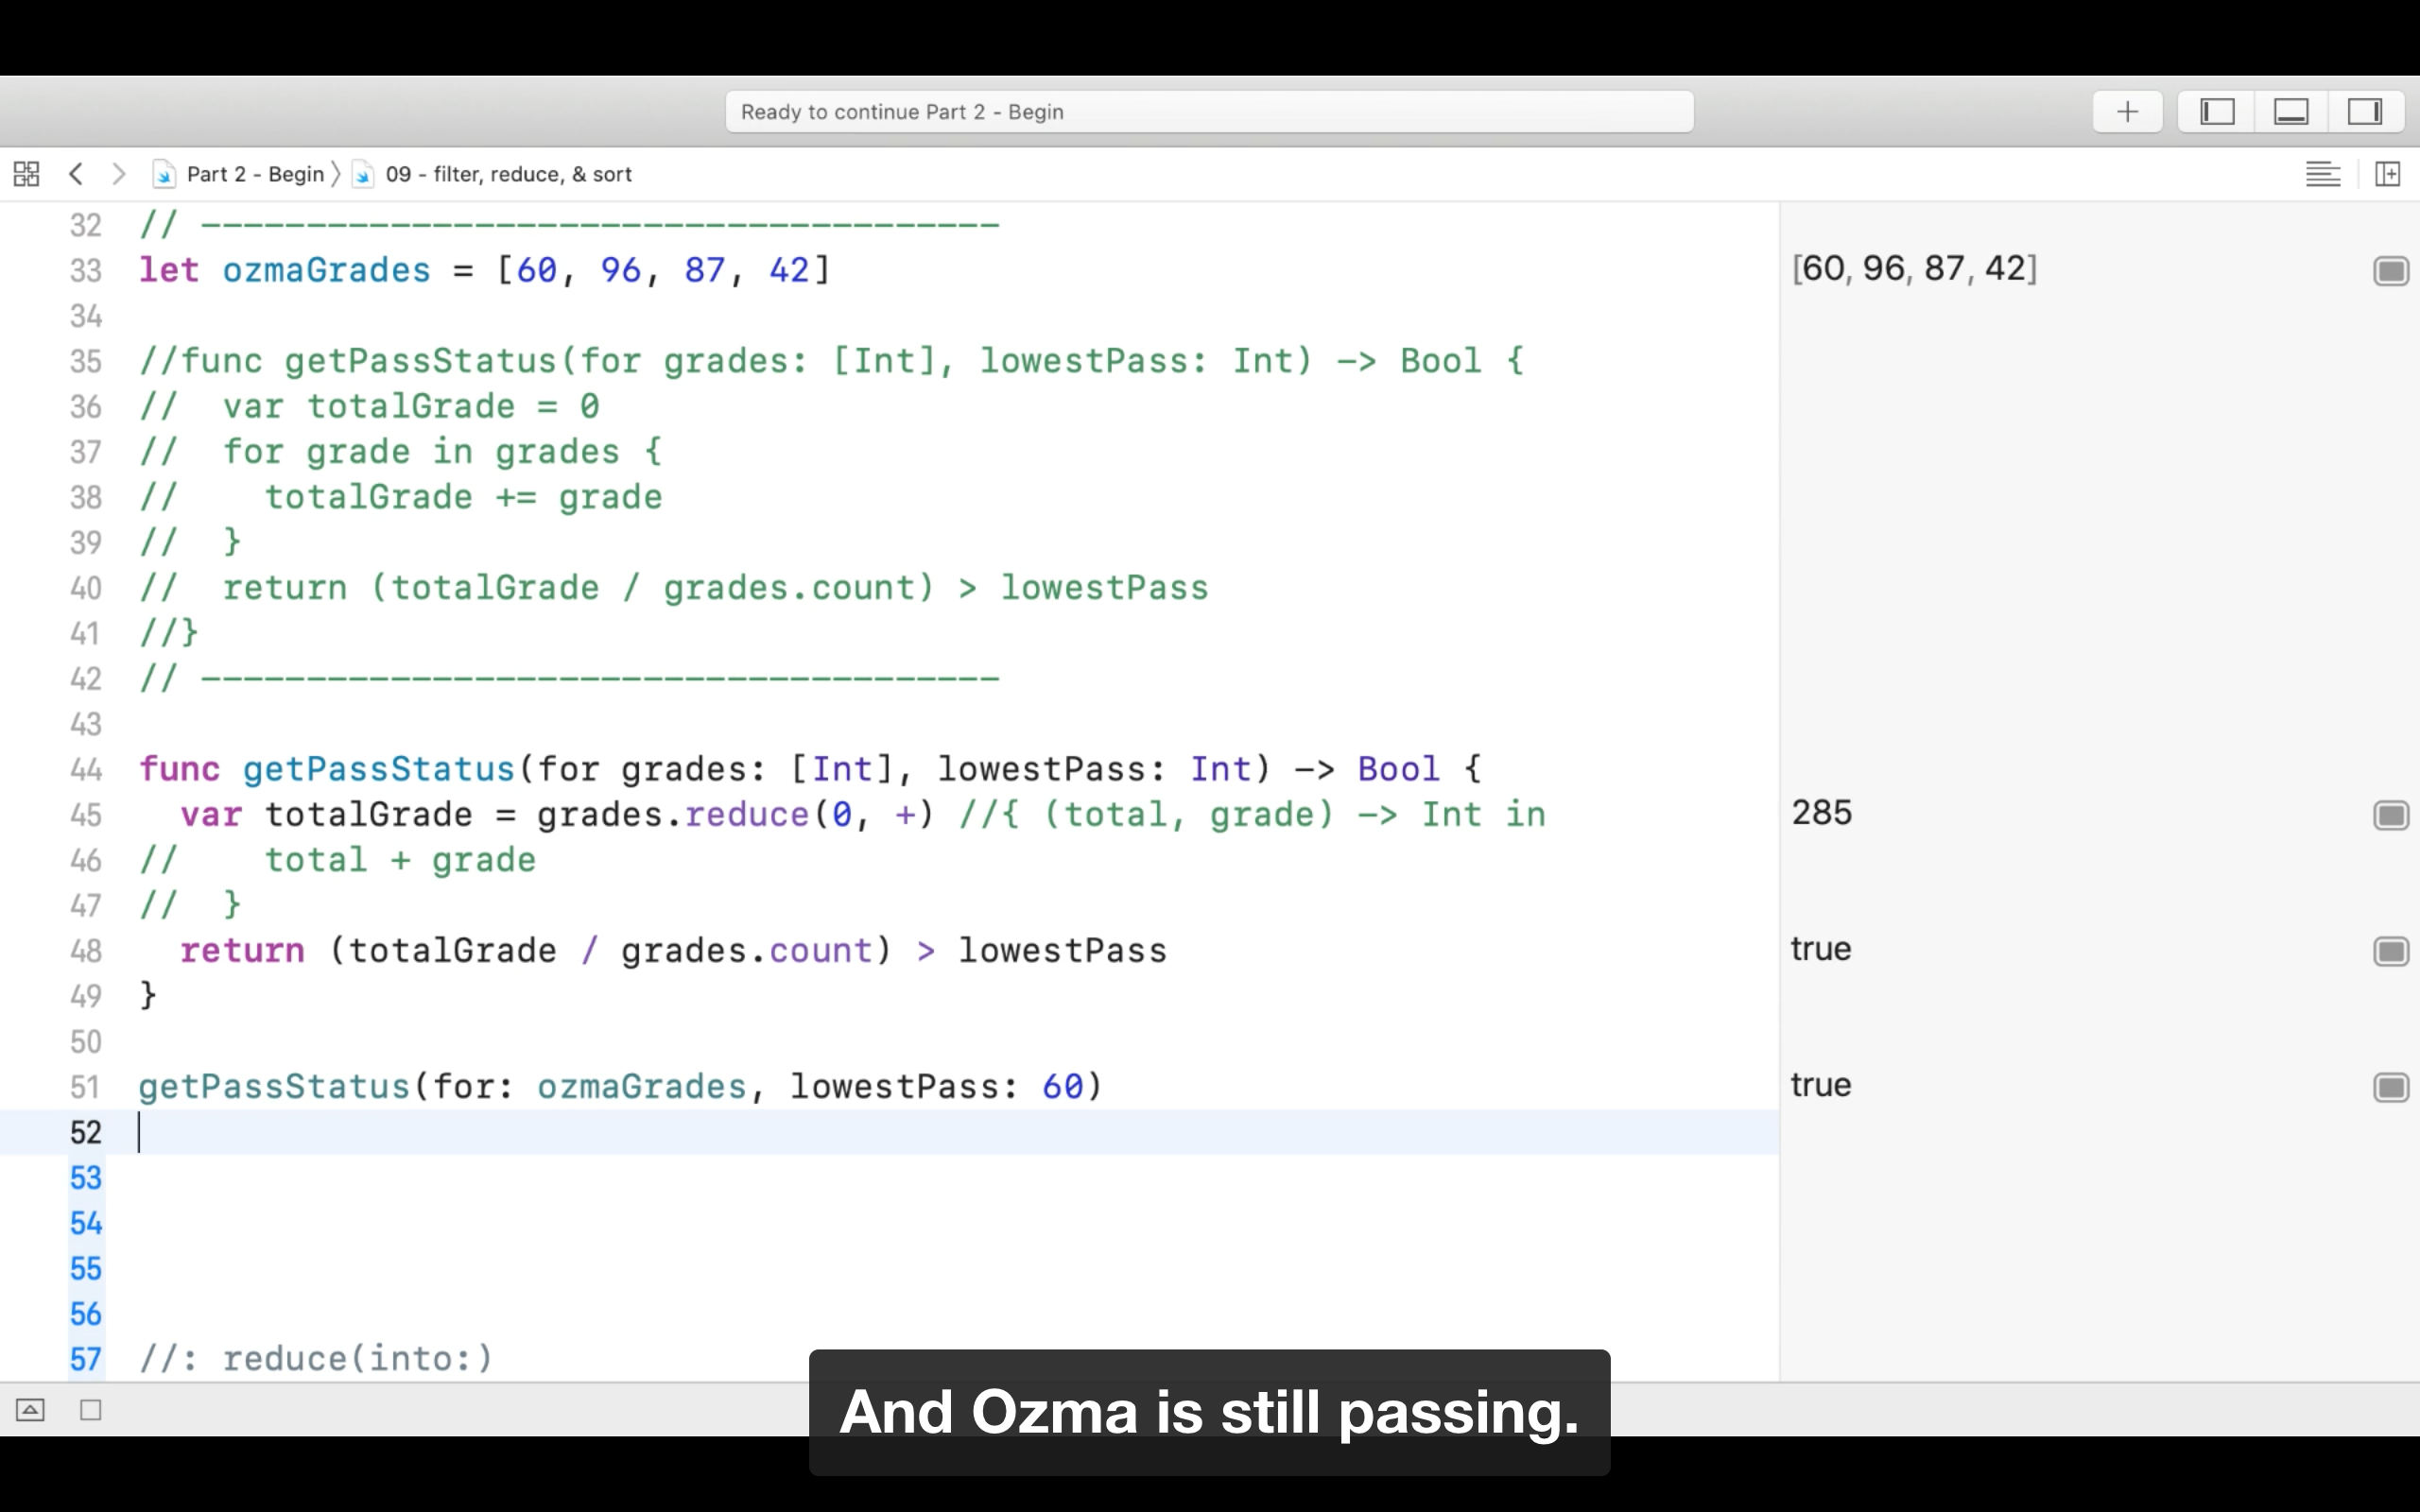 Ready to continue Part 2 - Begin
Part 2 - Begin 〉 09 - filter, reduce, & sort
32 // --------------------------------------
33 let ozmaGrades = [60, 96, 87, 42] [60, 96, 87, 42]
34
35 //func getPassStatus(for grades: [Int], lowestPass: Int) -> Bool {
36 //  var totalGrade = 0
37 //  for grade in grades {
38 //    totalGrade += grade
39 //  }
40 //  return (totalGrade / grades.count) > lowestPass
41 //}
42 // --------------------------------------
43
44 func getPassStatus(for grades: [Int], lowestPass: Int) -> Bool {
45   var totalGrade = grades.reduce(0, +) //{ (total, grade) -> Int in 285
46 //    total + grade
47 //  }
48   return (totalGrade / grades.count) > lowestPass true
49 }
50
51 getPassStatus(for: ozmaGrades, lowestPass: 60) true
52
53
54
55
56
57 //: reduce(into:)
And Ozma is still passing.